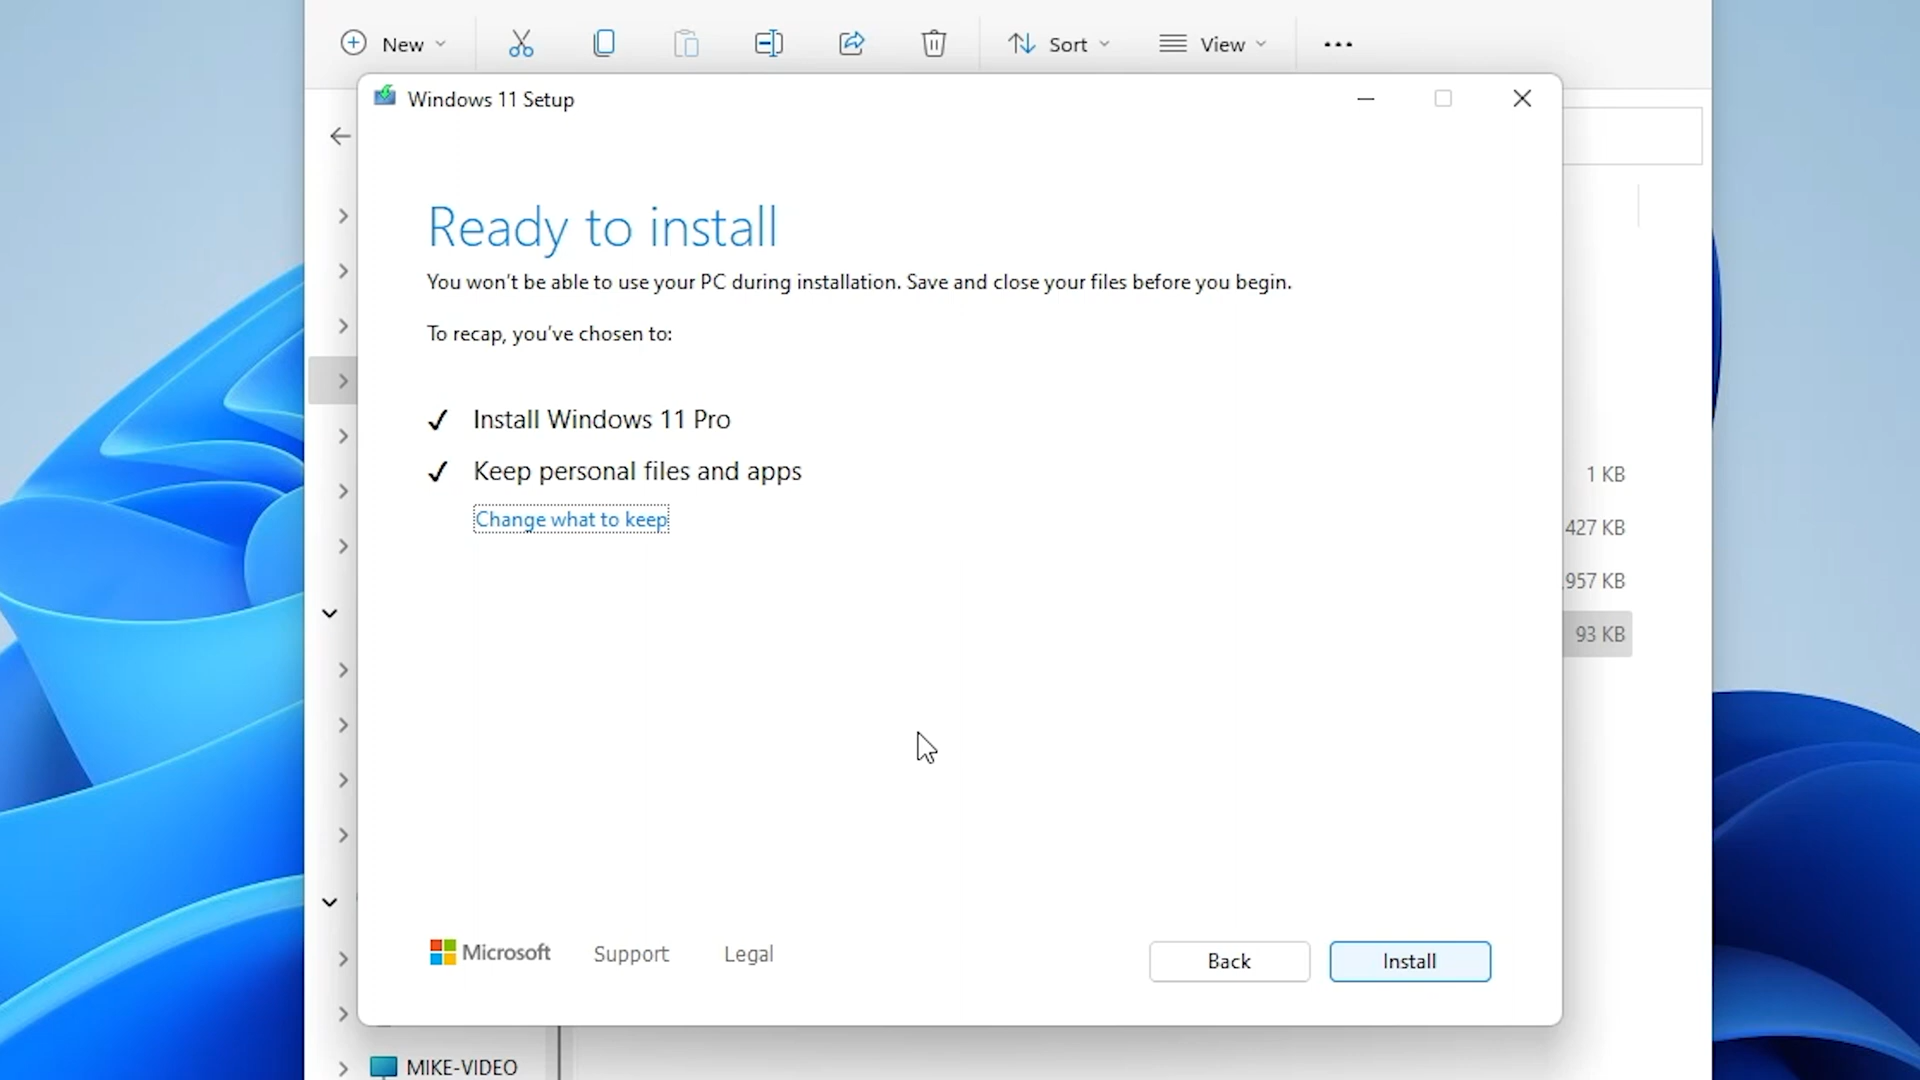 New
Sort
View
Windows 11 Setup
Ready to install
You won't be able to use your PC during installation. Save and close your files before you begin.
To recap, you've chosen to:
Install Windows 11 Pro
Keep personal files and apps
Change what to keep
1 KB
427 KB
957 KB
93 KB
Microsoft
Support
Legal
Back
Install
MIKE-VIDEO